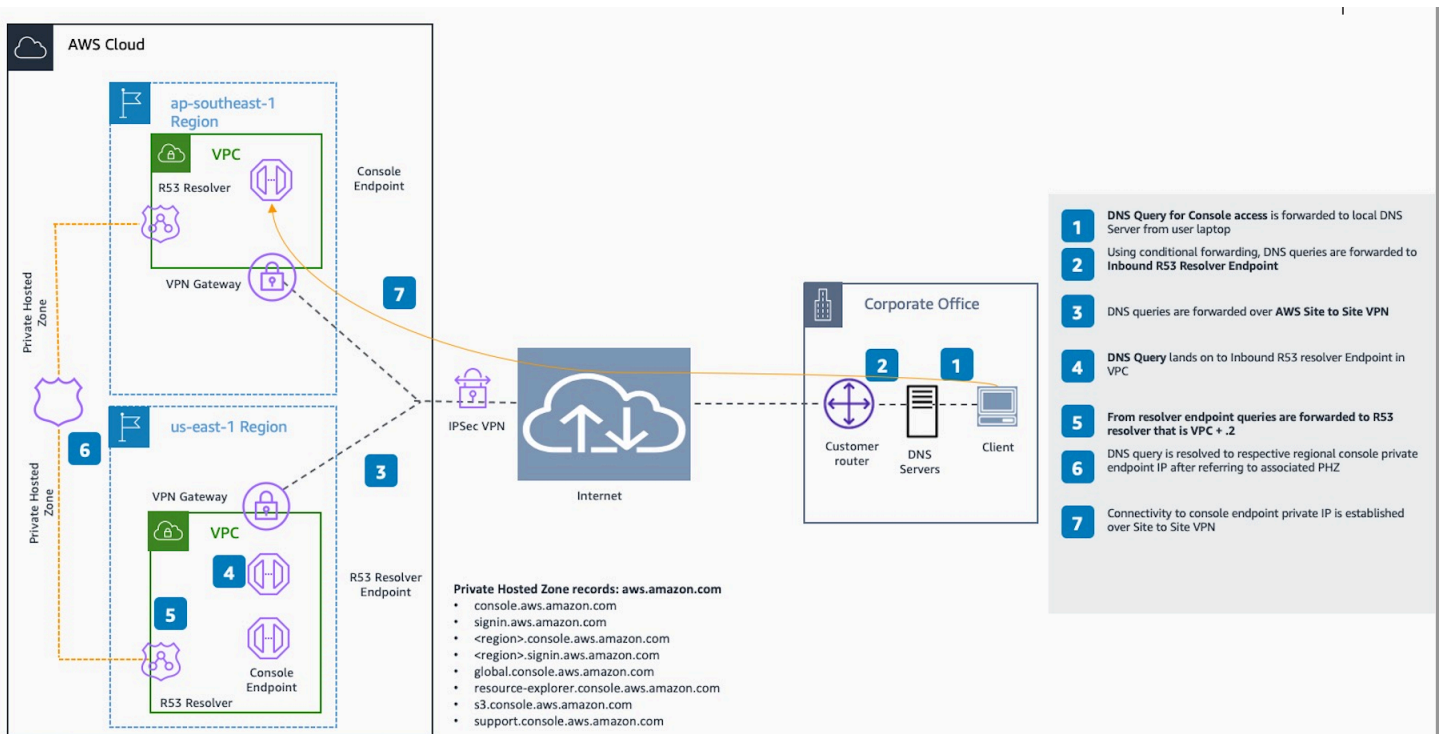 AWS Cloud
ap-southeast-1
Region
VPC
R53 Resolver
Console
Endpoint
VPN Gateway
Private Hosted
Zone
7
6
us-east-1 Region
VPN Gateway
VPC
4
5
R53 Resolver
Endpoint
Console
Endpoint
R53 Resolver
Private Hosted
Zone
3
IPSec VPN
Internet
Corporate Office
2
1
Customer
router
DNS
Servers
Client
Private Hosted Zone records: aws.amazon.com
• console.aws.amazon.com
• signin.aws.amazon.com
• <region>.console.aws.amazon.com
• <region>.signin.aws.amazon.com
• global.console.aws.amazon.com
• resource-explorer.console.aws.amazon.com
• s3.console.aws.amazon.com
• support.console.aws.amazon.com
1
DNS Query for Console access is forwarded to local DNS
Server from user laptop
2
Using conditional forwarding, DNS queries are forwarded to
Inbound R53 Resolver Endpoint
3
DNS queries are forwarded over AWS Site to Site VPN
4
DNS Query lands on to Inbound R53 resolver Endpoint in
VPC
5
From resolver endpoint queries are forwarded to R53
resolver that is VPC + .2
6
DNS query is resolved to respective regional console private
endpoint IP after referring to associated PHZ
7
Connectivity to console endpoint private IP is established
over Site to Site VPN